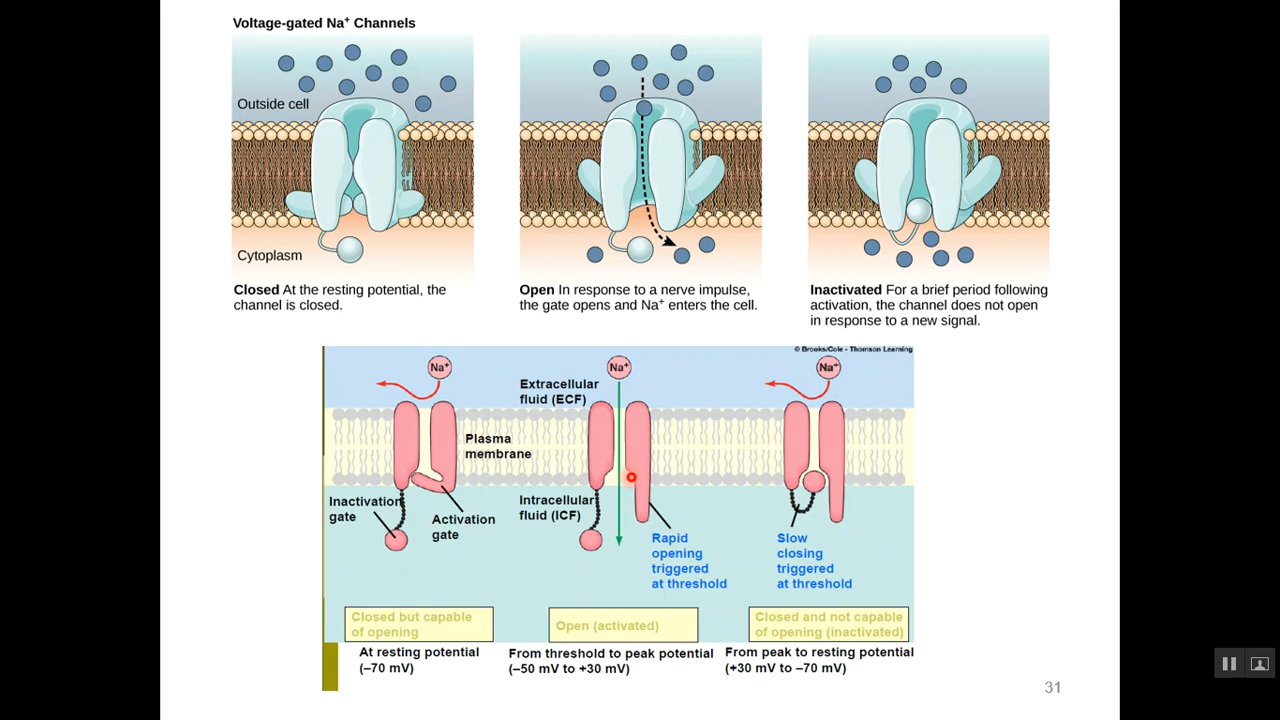 Voltage-gated Na⁺ Channels
Outside cell
Cytoplasm
Closed At the resting potential, the
channel is closed.
Open In response to a nerve impulse,
the gate opens and Na⁺ enters the cell.
Inactivated For a brief period following
activation, the channel does not open
in response to a new signal.
© Brooks/Cole - Thomson Learning
Na⁺
Na⁺
Na⁺
Extracellular
fluid (ECF)
Plasma
membrane
Inactivation
gate
Activation
gate
Intracellular
fluid (ICF)
Rapid
opening
triggered
at threshold
Slow
closing
triggered
at threshold
Closed but capable
of opening
Open (activated)
Closed and not capable
of opening (inactivated)
At resting potential
(–70 mV)
From threshold to peak potential
(–50 mV to +30 mV)
From peak to resting potential
(+30 mV to –70 mV)
31